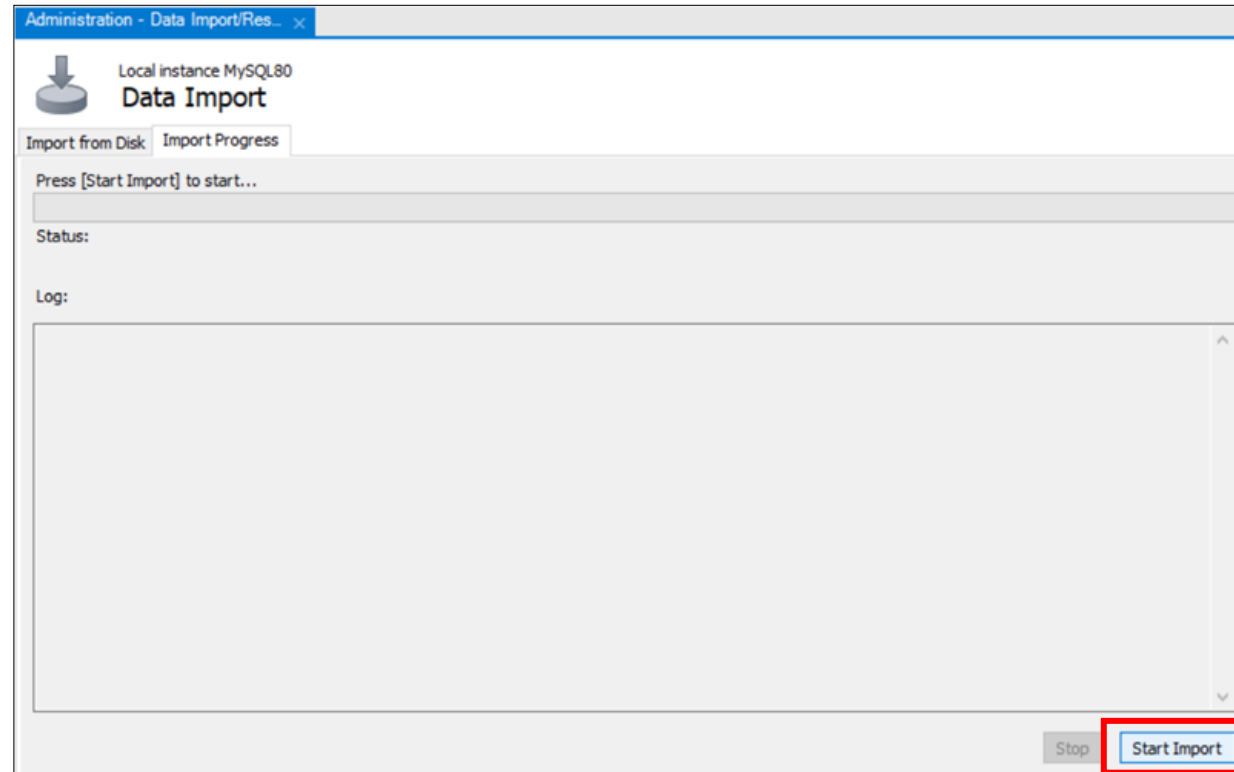 Administration - Data Import/Res...
Local instance MySQL80
Data Import
Import from Disk Import Progress
Press [Start Import] to start...
Status:
Log:
Stop Start Import